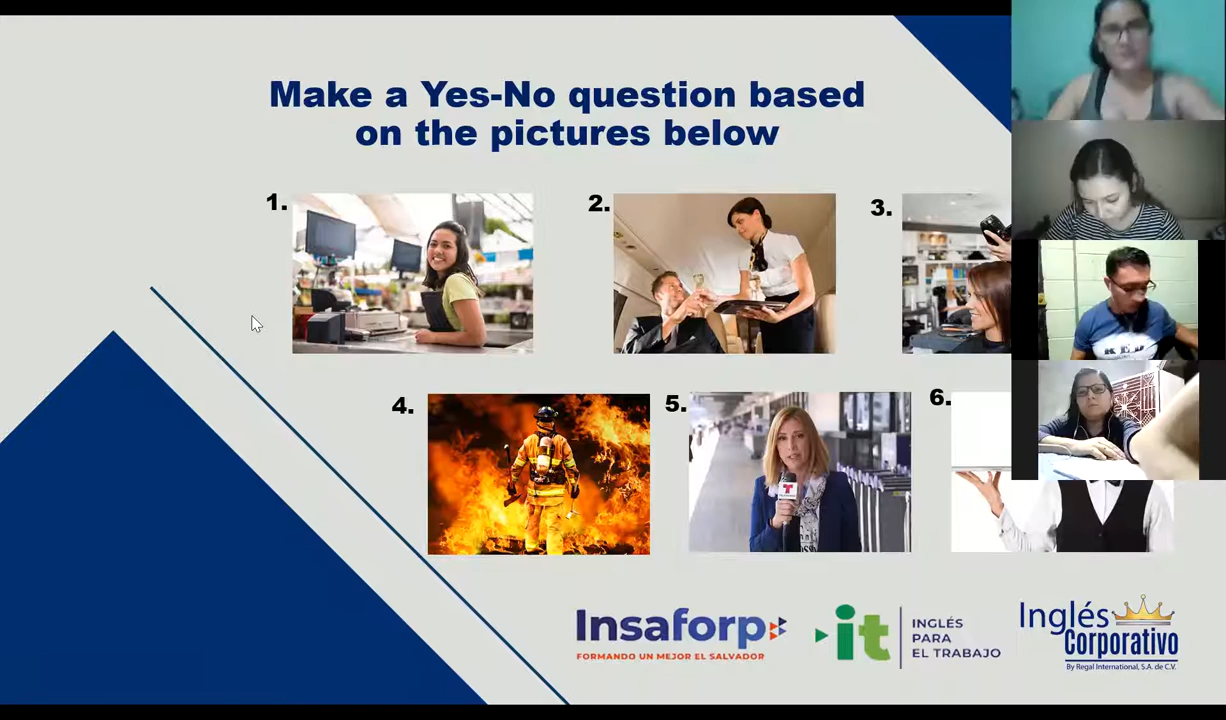 Make a Yes-No question based
on the pictures below
1.
2.
3.
4.
5.
6.
Insaforp
FORMANDO UN MEJOR EL SALVADOR
it
INGLÉS
PARA
EL TRABAJO
Inglés
Corporativo
By Regal International, S.A. de C.V.